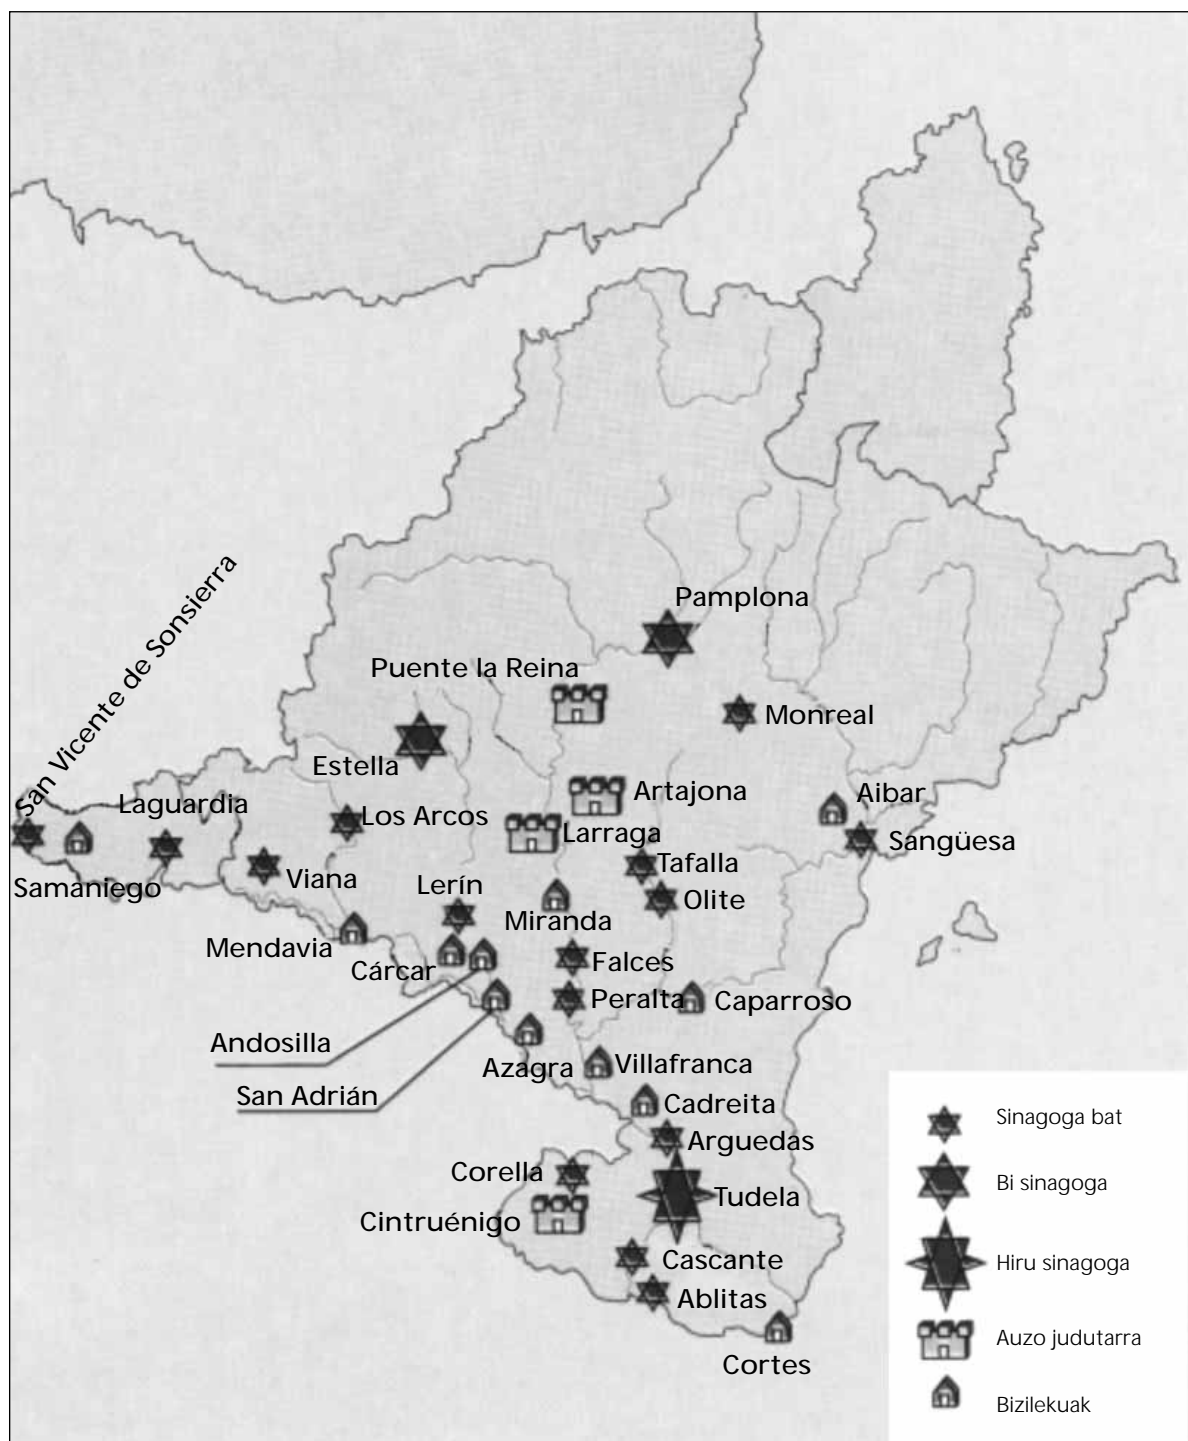 San Vicente de Sonsierra
Pamplona
Puente la Reina
Monreal
Estella
Artajona
Aibar
Laguardia
Los Arcos
Larraga
Sangüesa
Tafalla
Samaniego
Viana
Lerín
Olite
Miranda
Mendavia
Cárcar
Falces
Peralta
Caparroso
Andosilla
Azagra
Villafranca
San Adrián
Cadreita
Arguedas
Corella
Tudela
Cintruénigo
Cascante
Ablitas
Cortes
Sinagoga bat
Bi sinagoga
Hiru sinagoga
Auzo judutarra
Bizilekuak